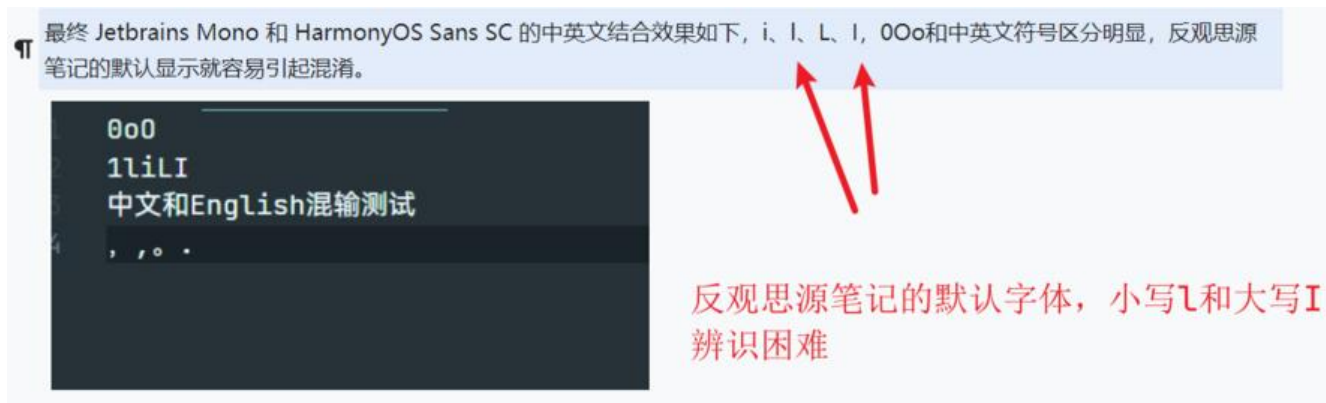 ¶ 最终 Jetbrains Mono 和 HarmonyOS Sans SC 的中英文结合效果如下，i、l、L、I，0Oo和中英文符号区分明显，反观思源
笔记的默认显示就容易引起混淆。
1 0oO
2 1liLI
3 中文和English混输测试
4 ，,。.
反观思源笔记的默认字体，小写l和大写I
辨识困难